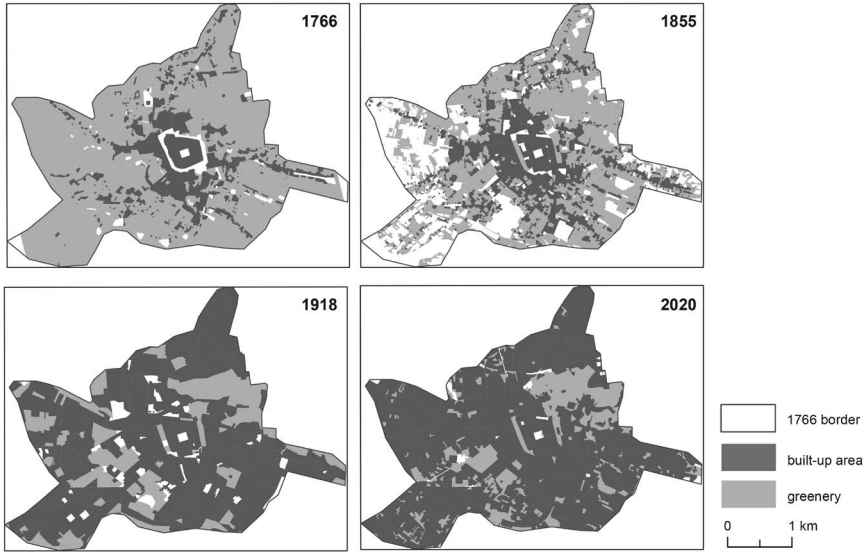 1766
1855
1918
2020
1766 border
built-up area
greenery
0 1 km